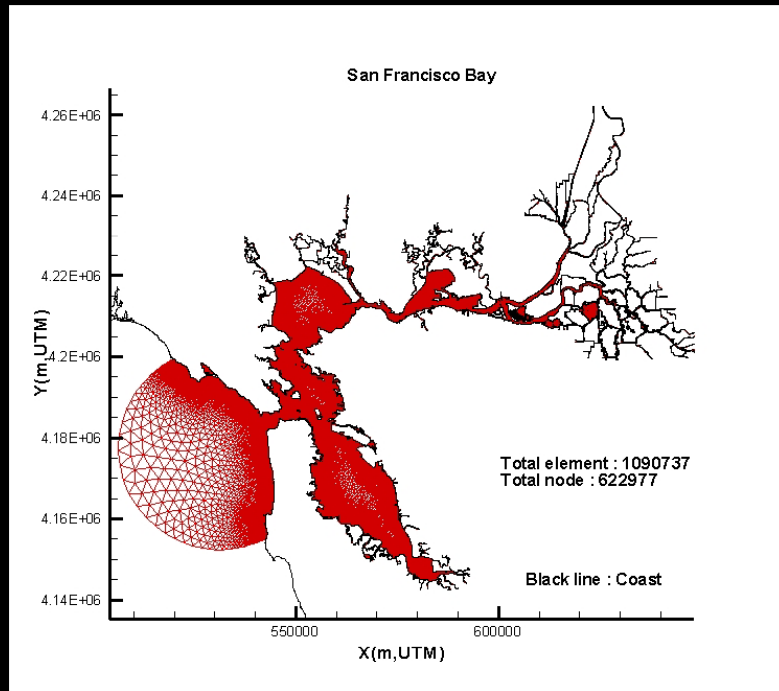 San Francisco Bay
4.26E+06
4.24E+06
4.22E+06
4.2E+06
4.18E+06
4.16E+06
4.14E+06
Y(m,UTM)
Total element : 1090737
Total node : 622977
Black line : Coast
550000
600000
X(m,UTM)